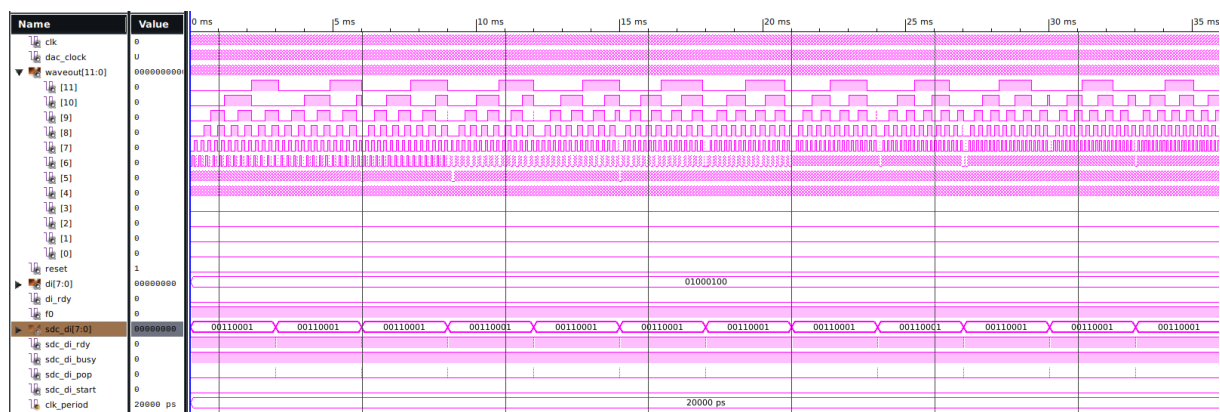 Name Value 0 ms 5 ms 10 ms 15 ms 20 ms 25 ms 30 ms 35 ms
clk 0
dac_clock U
waveout[11:0] 0000000000
[11] 0
[10] 0
[9] 0
[8] 0
[7] 0
[6] 0
[5] 0
[4] 0
[3] 0
[2] 0
[1] 0
[0] 0
reset 1
di[7:0] 00000000 01000100
di_rdy 0
f0 0
sdc_di[7:0] 00000000 00110001 00110001 00110001 00110001 00110001 00110001 00110001 00110001 00110001 00110001 00110001 00110001
sdc_di_rdy 0
sdc_di_busy 0
sdc_di_pop 0
sdc_di_start 0
clk_period 20000 ps 20000 ps